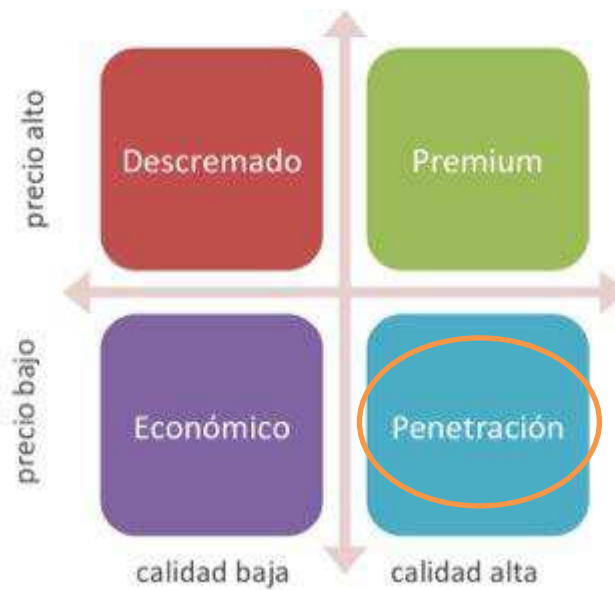 precio alto
Descremado
Premium
precio bajo
Económico
Penetración
calidad baja
calidad alta